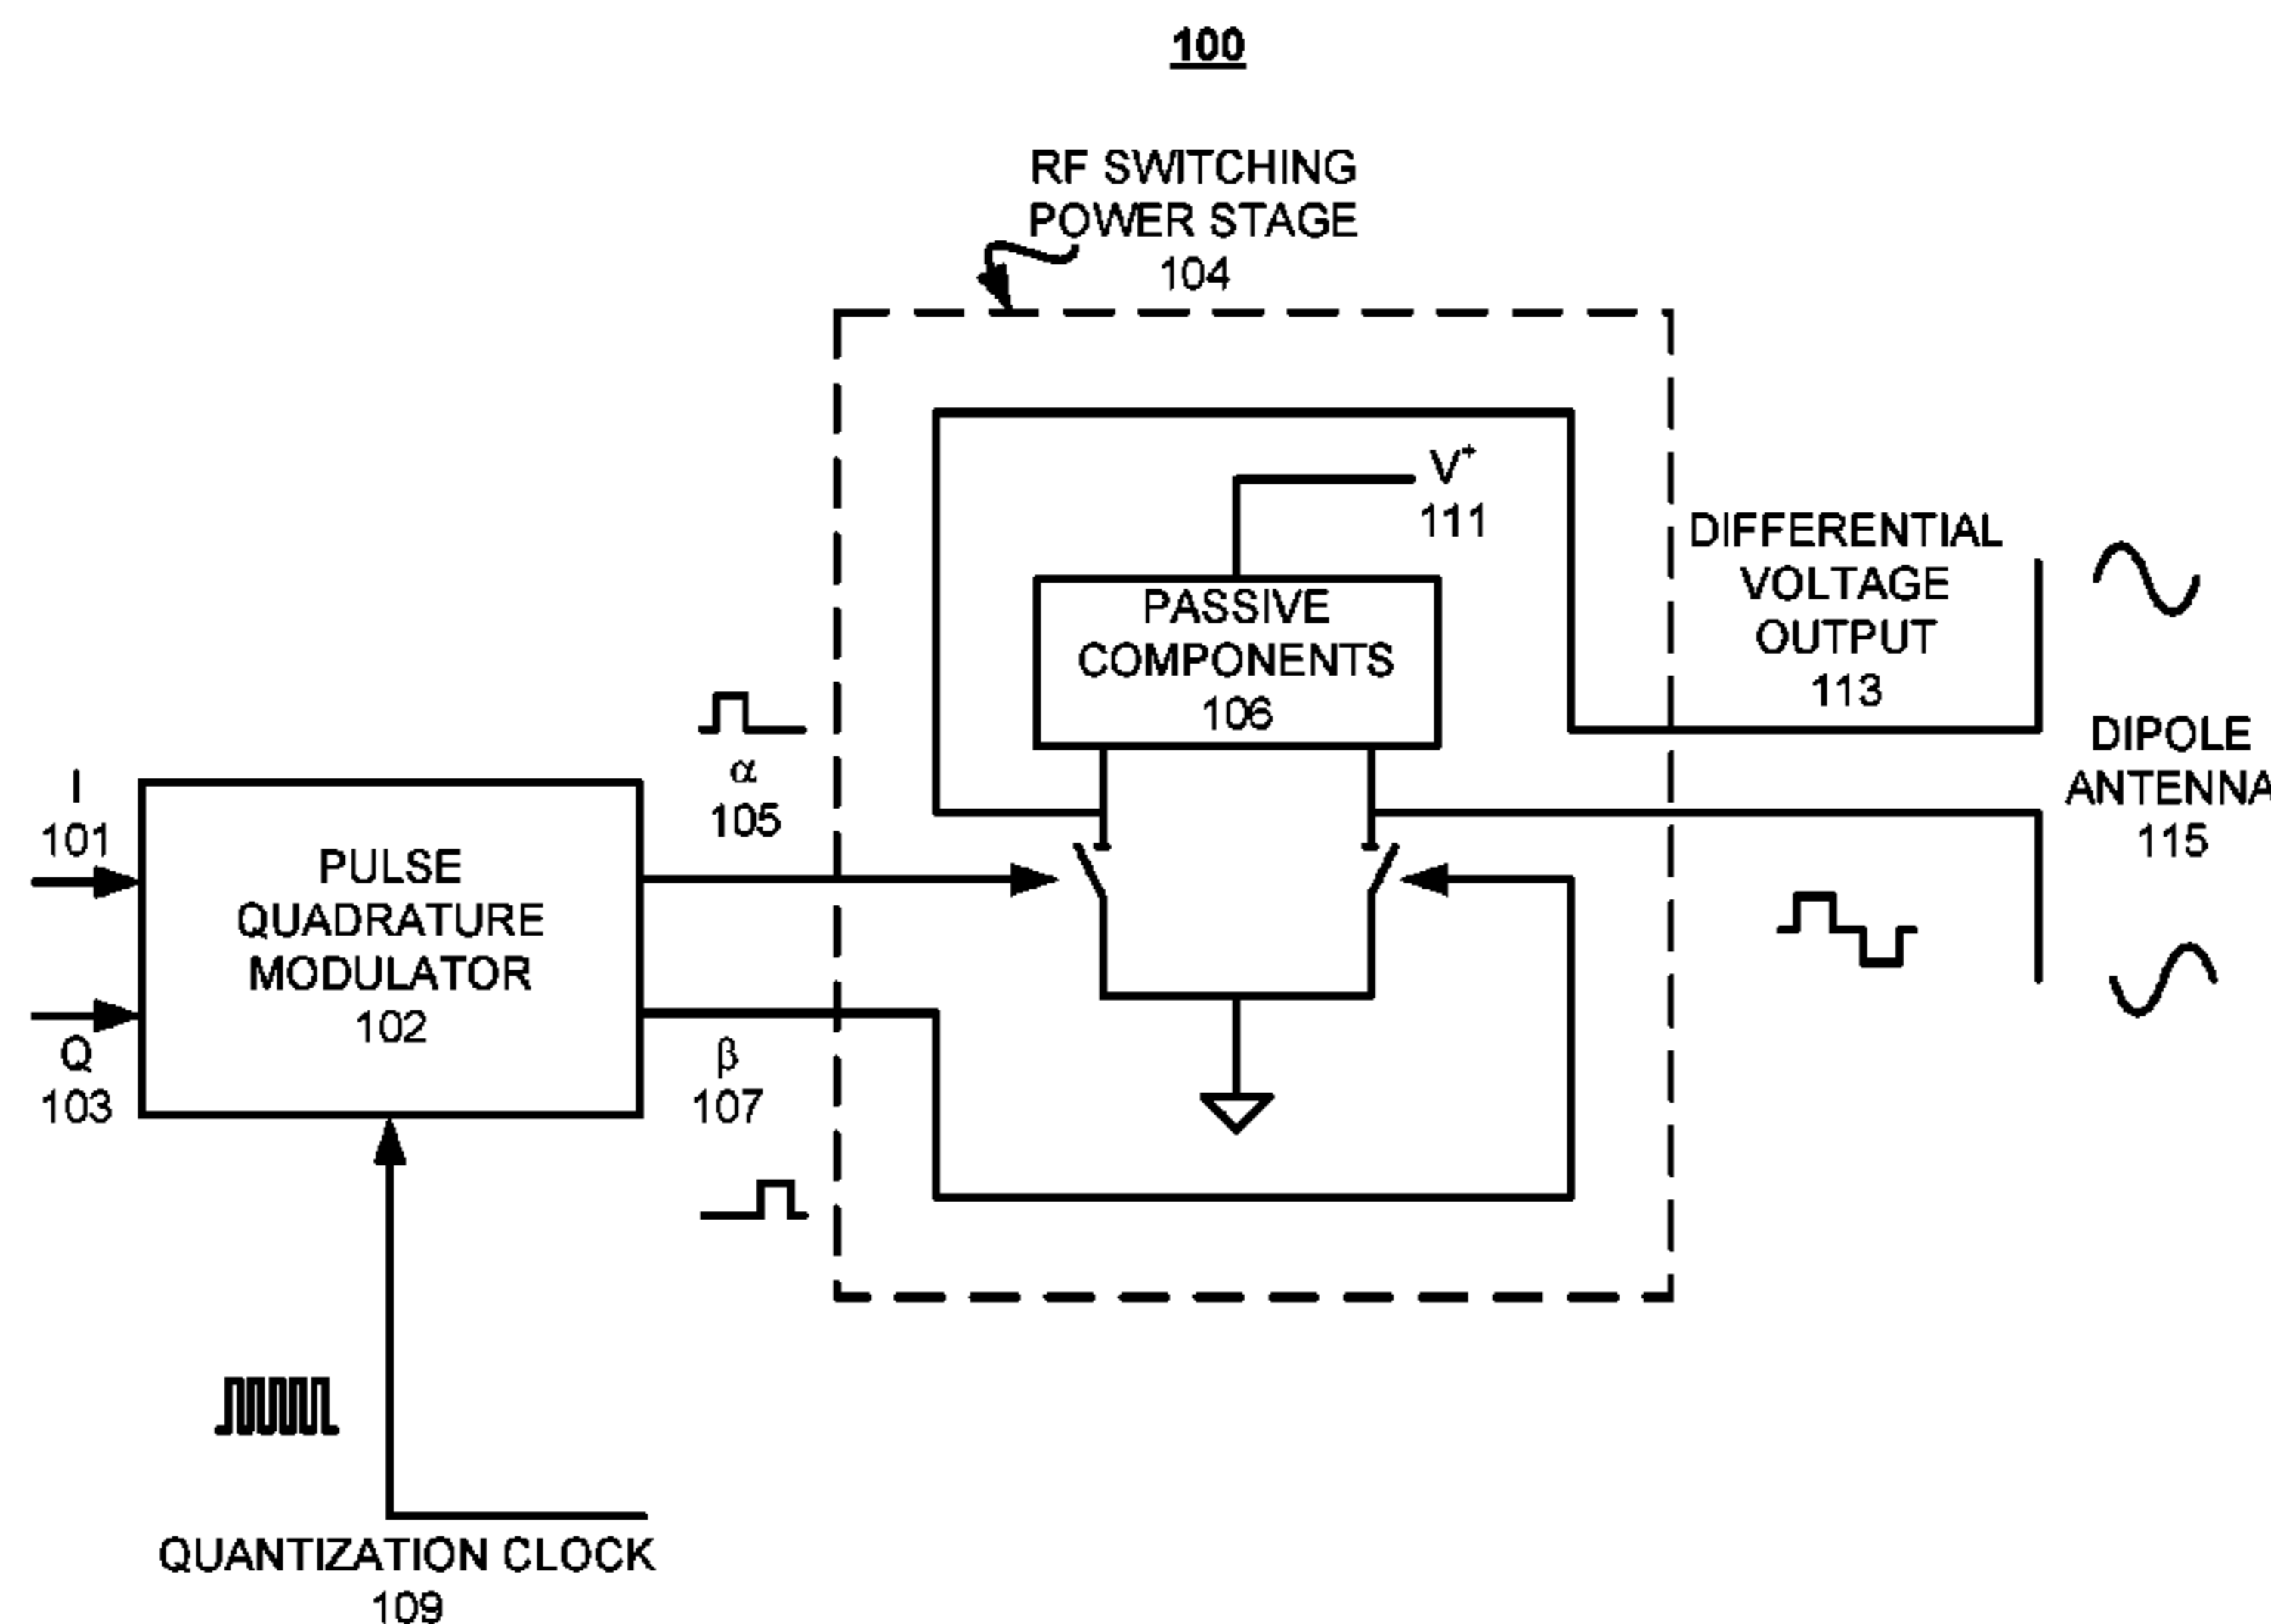 100
RF SWITCHING
POWER STAGE
104
V+
111
PASSIVE
COMPONENTS
106
DIFFERENTIAL
VOLTAGE
OUTPUT
113
DIPOLE
ANTENNA
115
α
105
I
101
PULSE
QUADRATURE
MODULATOR
102
Q
103
β
107
QUANTIZATION CLOCK
109